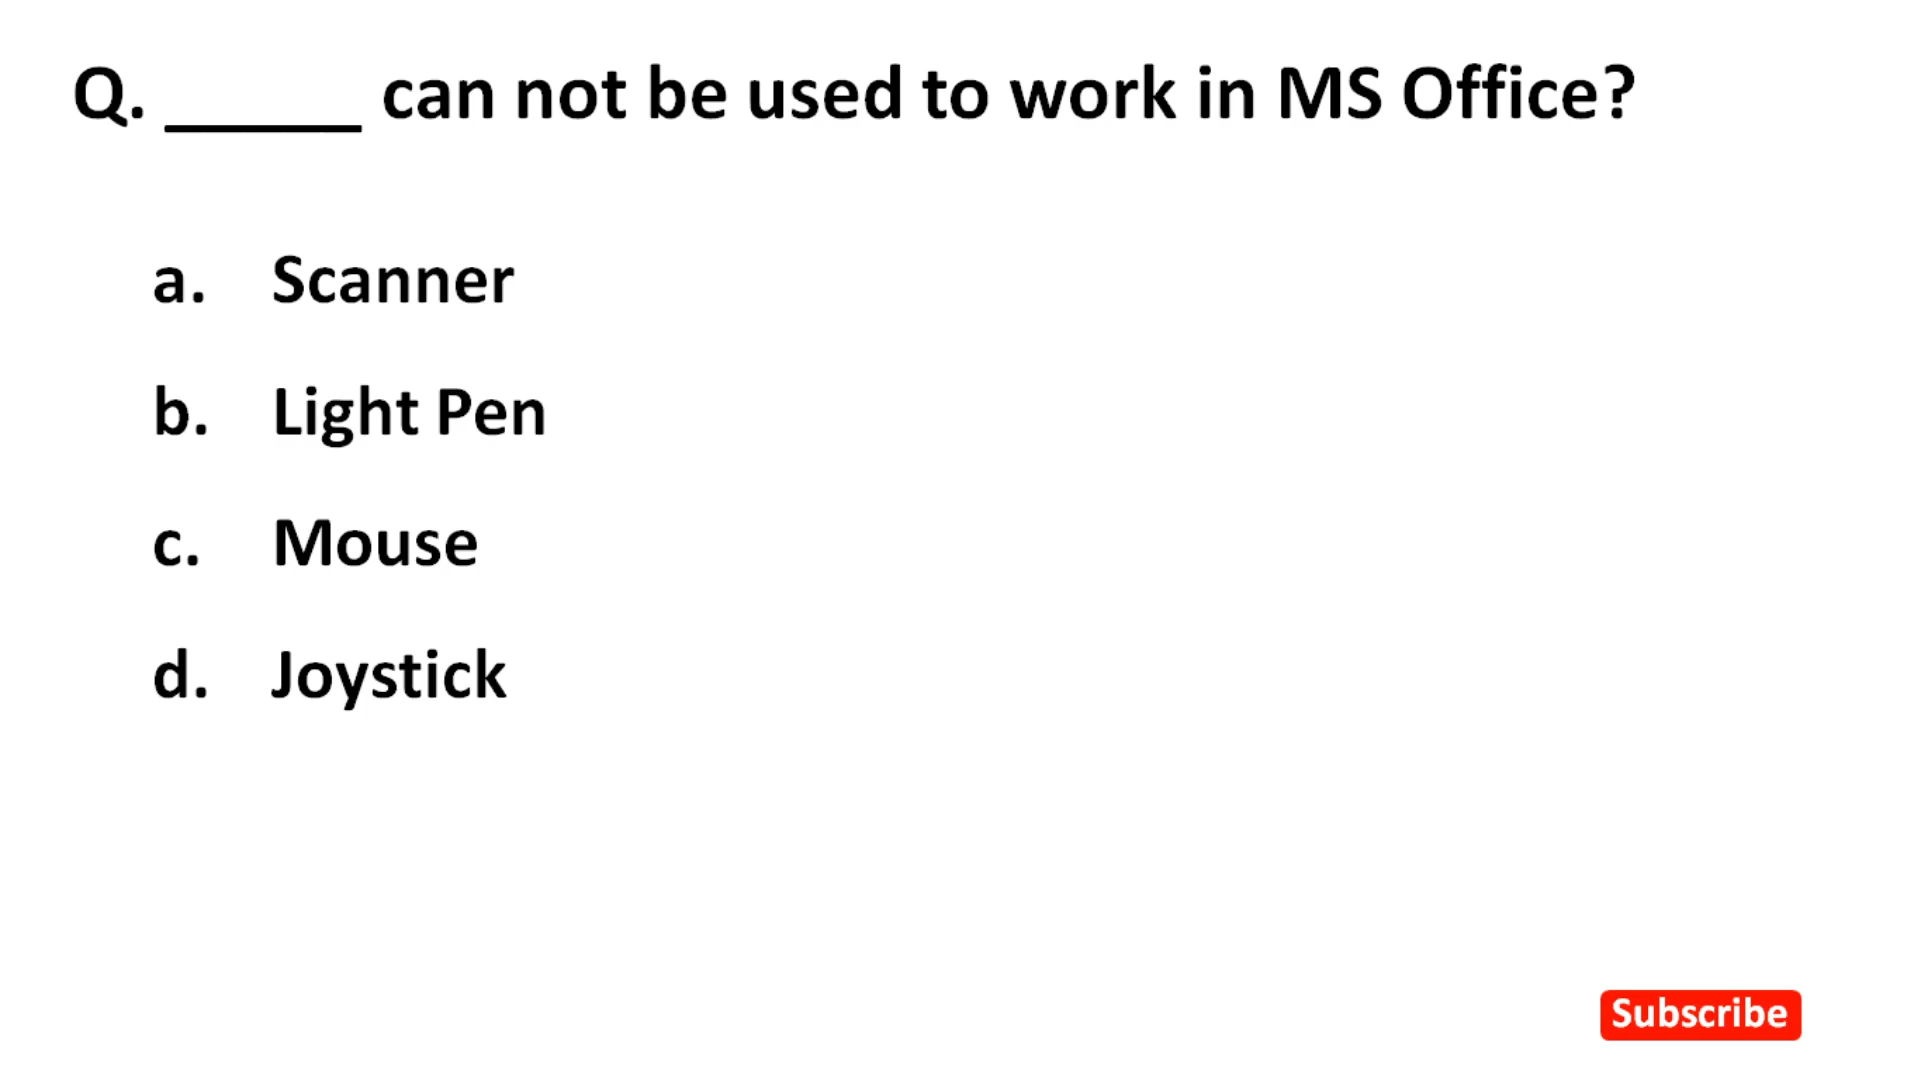 Q. _____ can not be used to work in MS Office?
a. Scanner
b. Light Pen
c. Mouse
d. Joystick
Subscribe